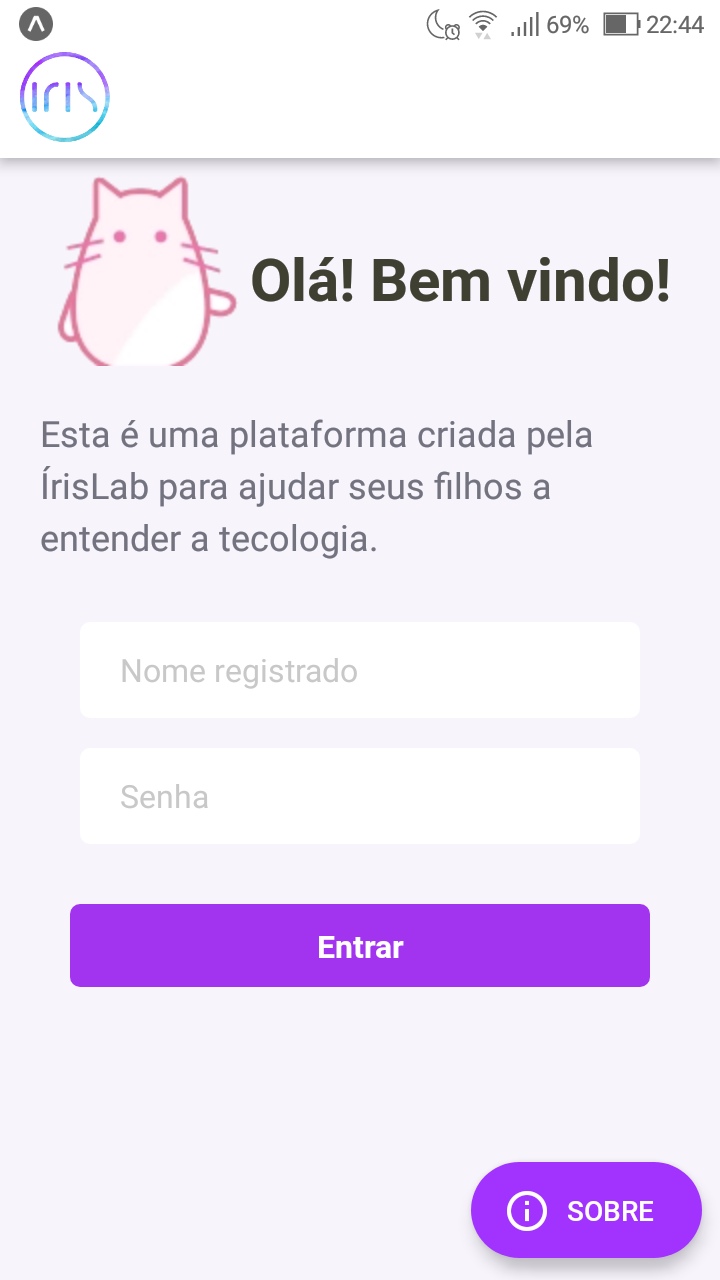 69% 22:44
iris
Olá! Bem vindo!
Esta é uma plataforma criada pela
ÍrisLab para ajudar seus filhos a
entender a tecologia.
Nome registrado
Senha
Entrar
SOBRE